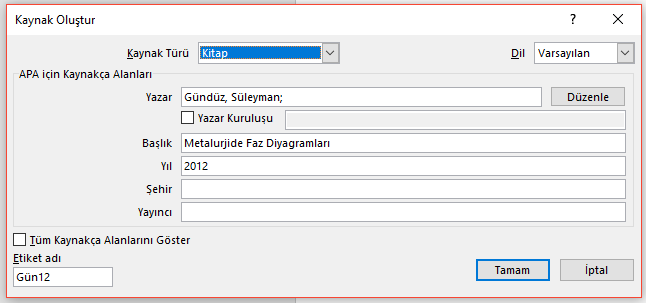 Kaynak Oluştur
Kaynak Türü Kitap Dil Varsayılan
APA için Kaynakça Alanları
Yazar Gündüz, Süleyman; Düzenle
Yazar Kuruluşu
Başlık Metalurjide Faz Diyagramları
Yıl 2012
Şehir
Yayıncı
Tüm Kaynakça Alanlarını Göster
Etiket adı
Gün12
Tamam İptal